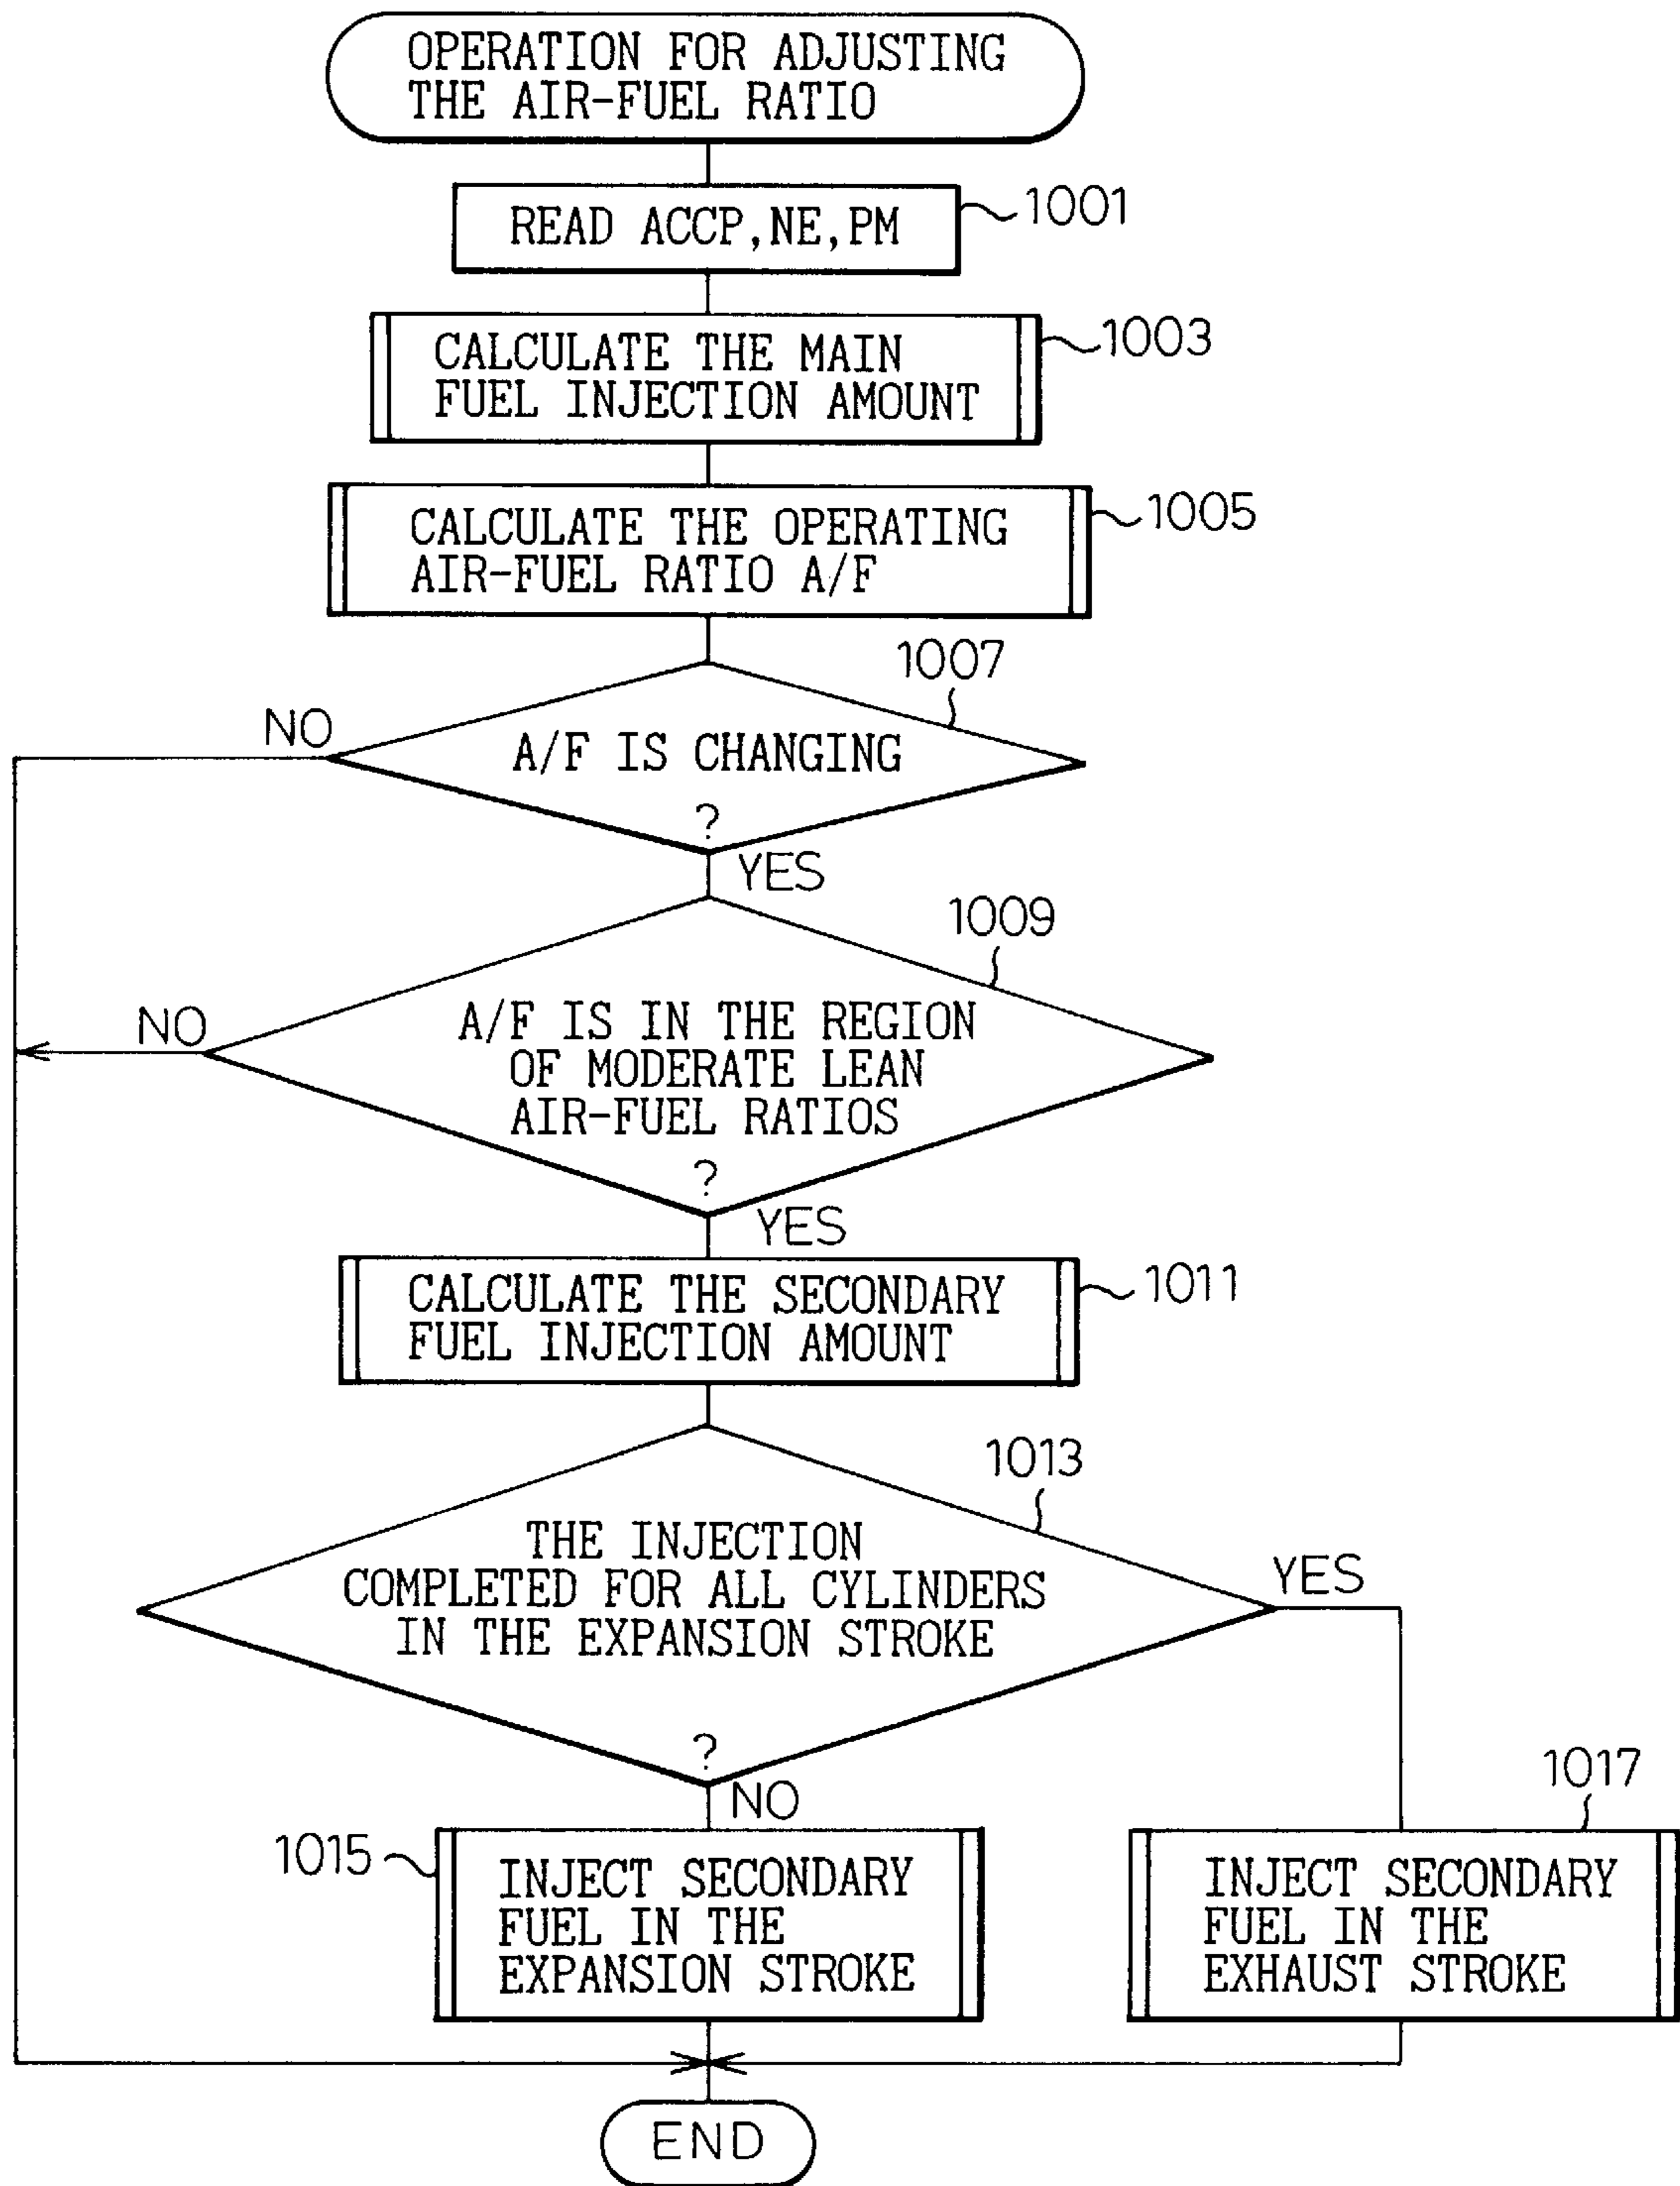 OPERATION FOR ADJUSTING
THE AIR-FUEL RATIO
READ ACCP,NE,PM
1001
CALCULATE THE MAIN
FUEL INJECTION AMOUNT
1003
CALCULATE THE OPERATING
AIR-FUEL RATIO A/F
1005
1007
NO
A/F IS CHANGING
?
YES
1009
NO
A/F IS IN THE REGION
OF MODERATE LEAN
AIR-FUEL RATIOS
?
YES
CALCULATE THE SECONDARY
FUEL INJECTION AMOUNT
1011
1013
THE INJECTION
COMPLETED FOR ALL CYLINDERS
IN THE EXPANSION STROKE
?
YES
NO
1015
INJECT SECONDARY
FUEL IN THE
EXPANSION STROKE
1017
INJECT SECONDARY
FUEL IN THE
EXHAUST STROKE
END